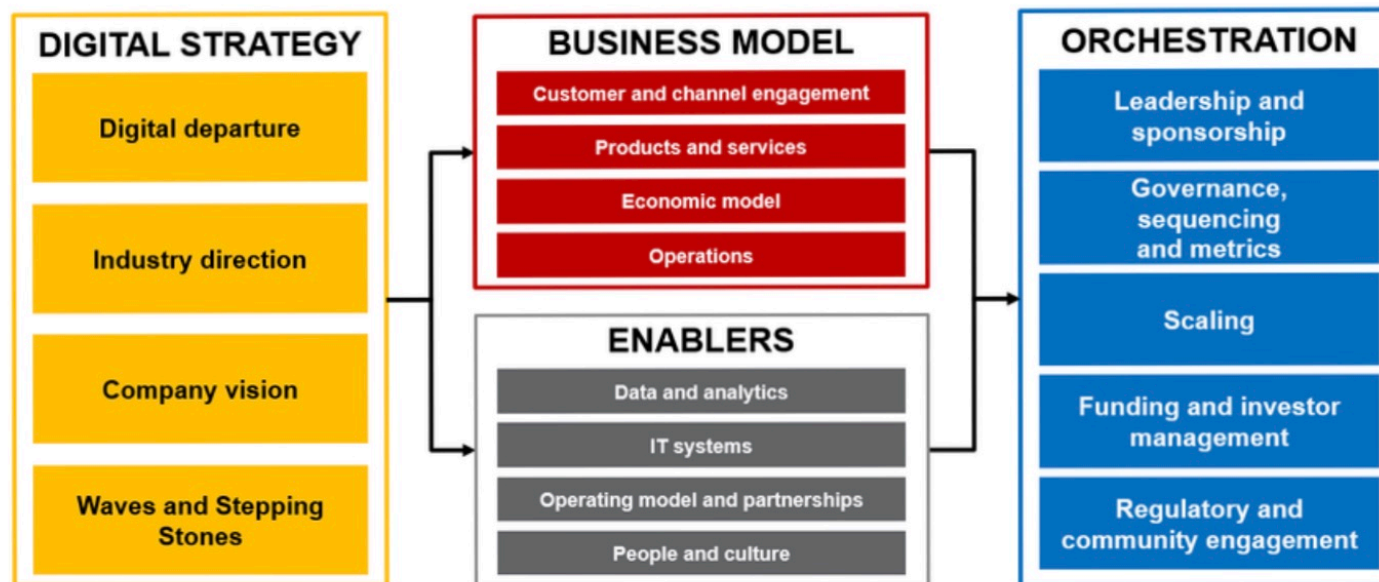 DIGITAL STRATEGY
Digital departure
Industry direction
Company vision
Waves and Stepping
Stones
BUSINESS MODEL
Customer and channel engagement
Products and services
Economic model
Operations
ENABLERS
Data and analytics
IT systems
Operating model and partnerships
People and culture
ORCHESTRATION
Leadership and
sponsorship
Governance,
sequencing
and metrics
Scaling
Funding and investor
management
Regulatory and
community engagement